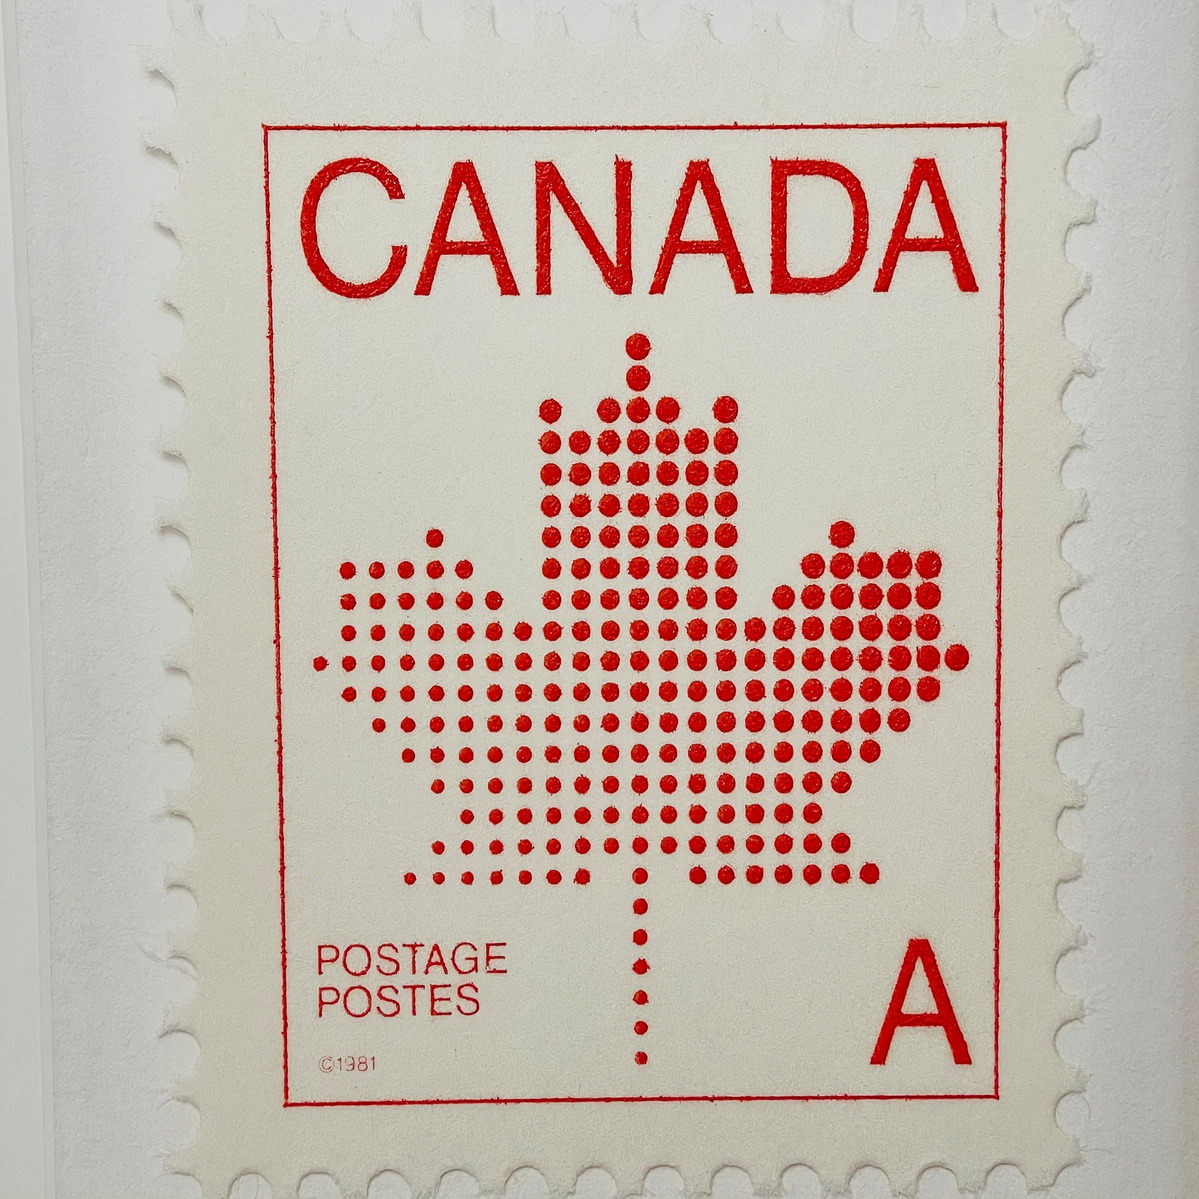 CANADA
POSTAGE
POSTES
©1981
A